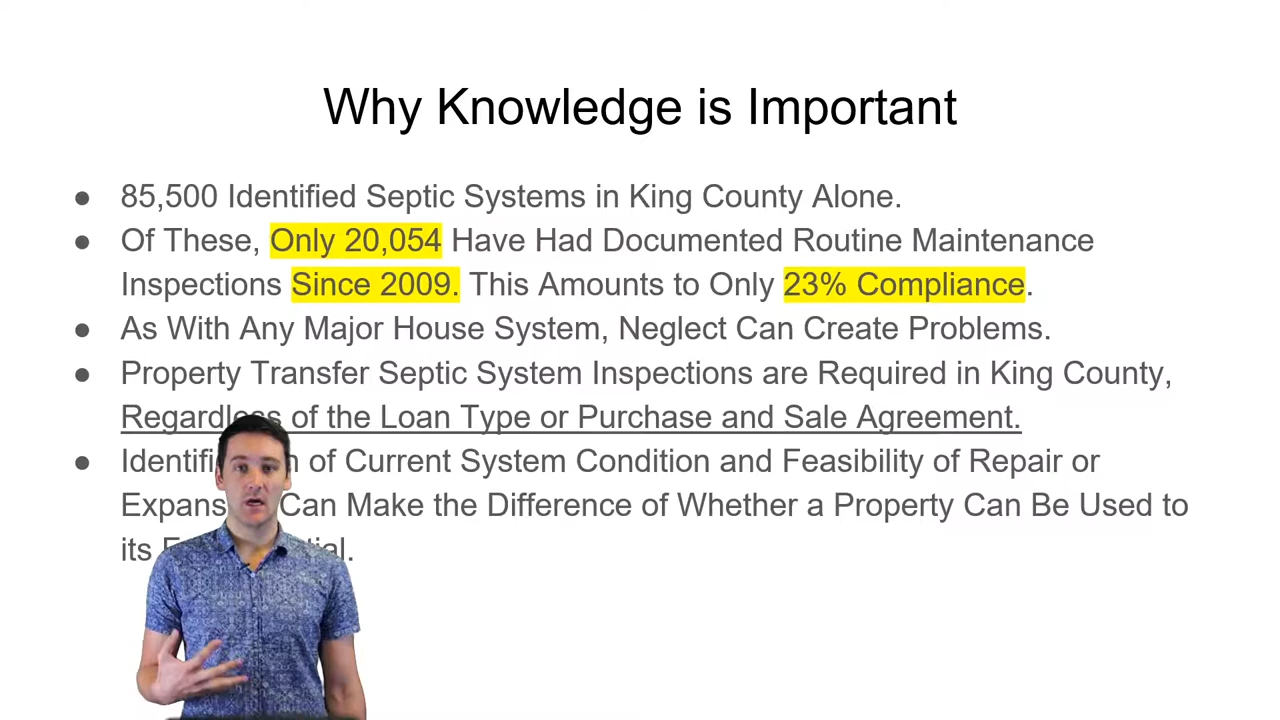 Why Knowledge is Important
● 85,500 Identified Septic Systems in King County Alone.
● Of These, Only 20,054 Have Had Documented Routine Maintenance
Inspections Since 2009. This Amounts to Only 23% Compliance.
● As With Any Major House System, Neglect Can Create Problems.
● Property Transfer Septic System Inspections are Required in King County,
Regardless of the Loan Type or Purchase and Sale Agreement.
● of Current System Condition and Feasibility of Repair or
Can Make the Difference of Whether a Property Can Be Used to
its